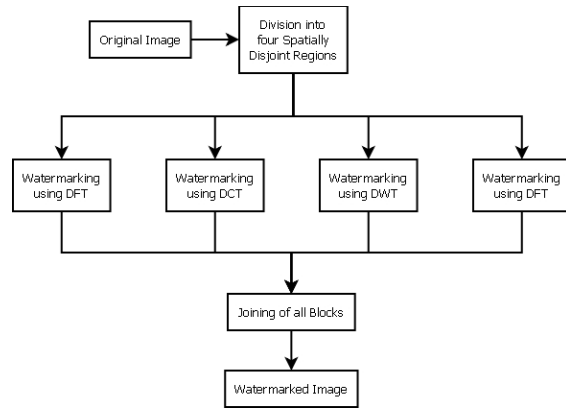 Original Image
Division into
four Spatially
Disjoint Regions
Watermarking
using DFT
Watermarking
using DCT
Watermarking
using DWT
Watermarking
using DFT
Joining of all Blocks
Watermarked Image